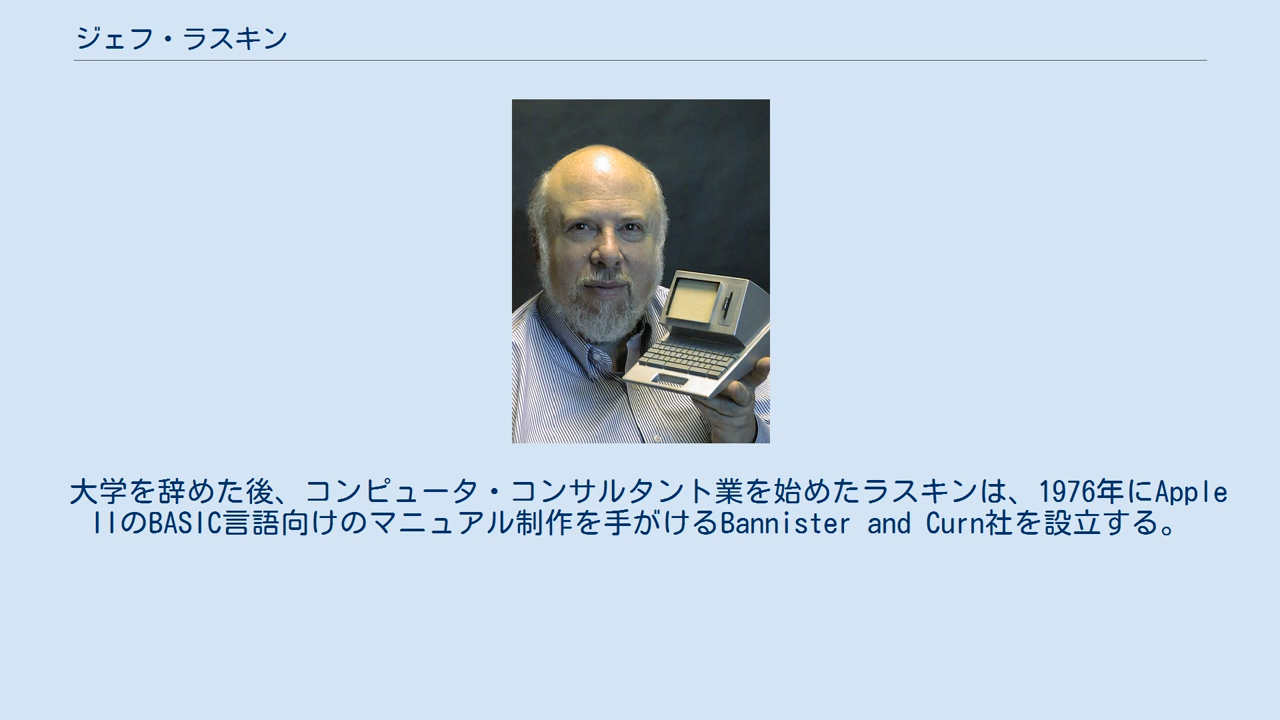 ジェフ・ラスキン
大学を辞めた後、コンピュータ・コンサルタント業を始めたラスキンは、1976年にApple
IIのBASIC言語向けのマニュアル制作を手がけるBannister and Curn社を設立する。